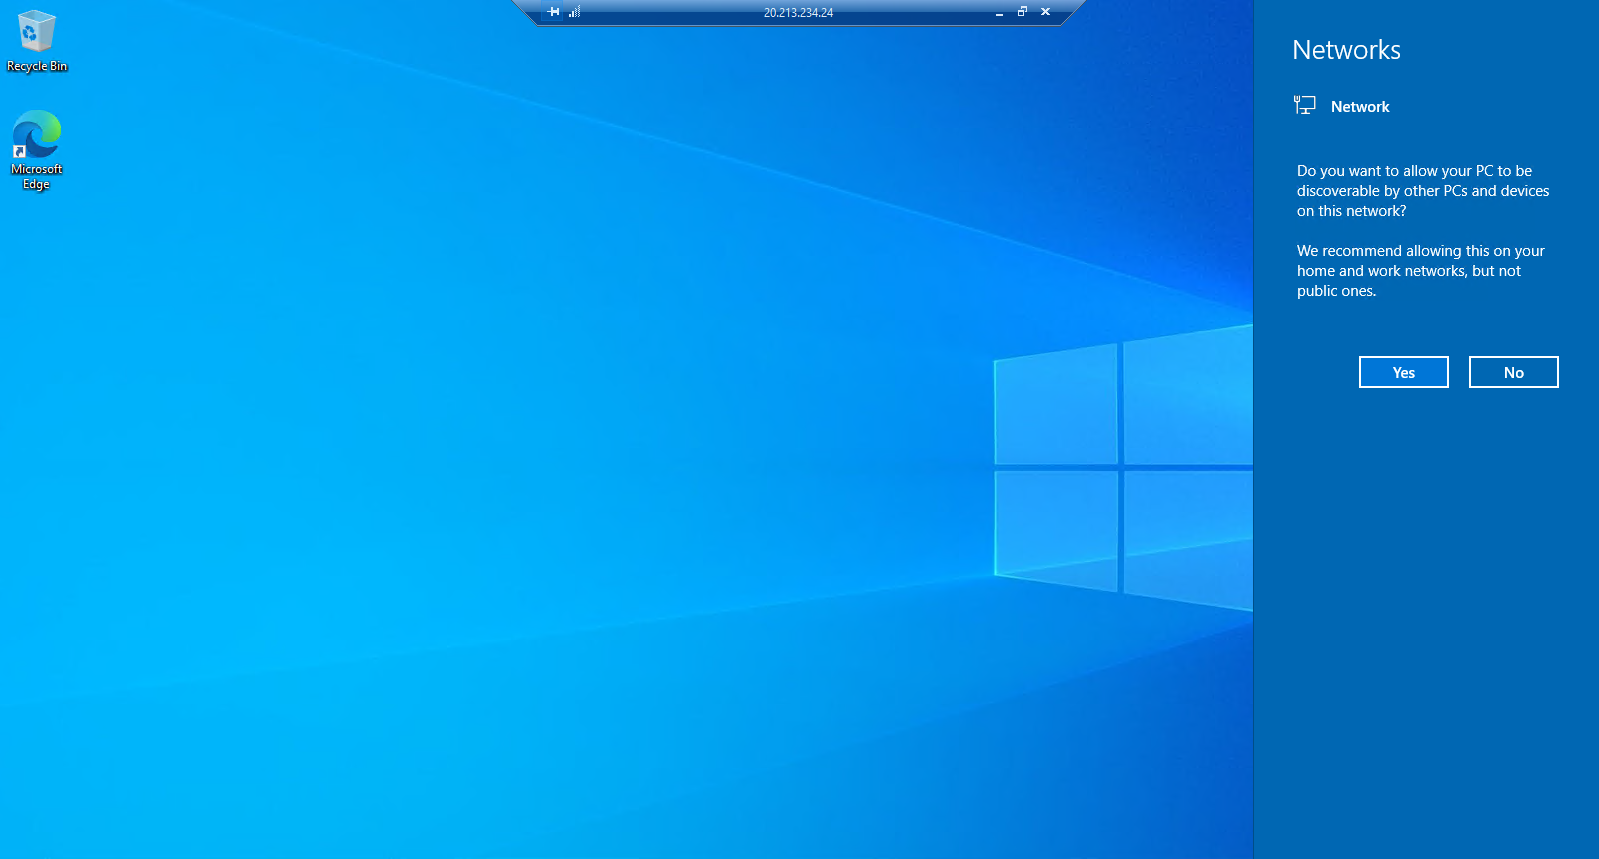 20.213.234.24
Recycle Bin
Microsoft
Edge
Networks
Network
Do you want to allow your PC to be
discoverable by other PCs and devices
on this network?
We recommend allowing this on your
home and work networks, but not
public ones.
Yes
No